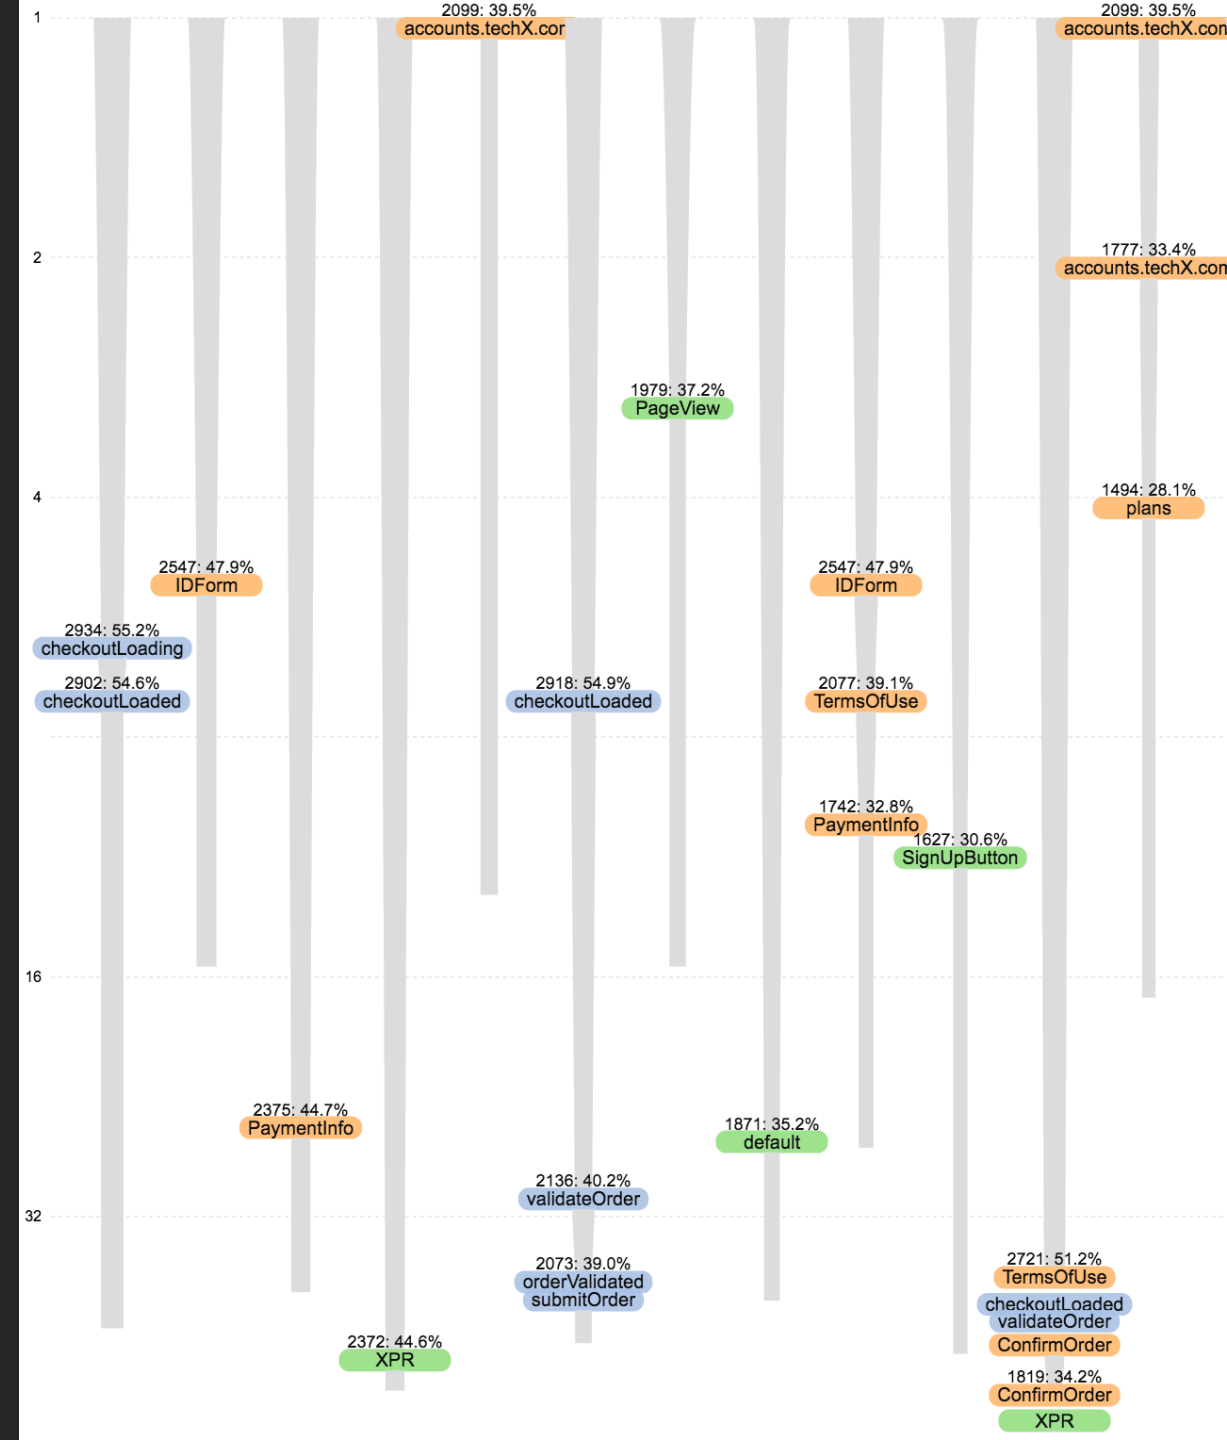 1
2099: 39.5%
accounts.techX.cor
2099: 39.5%
accounts.techX.con
2
1777: 33.4%
accounts.techX.com
1979: 37.2%
PageView
4
1494: 28.1%
plans
2547: 47.9%
IDForm
2547: 47.9%
IDForm
2934: 55.2%
checkoutLoading
2902: 54.6%
checkoutLoaded
2918: 54.9%
checkoutLoaded
2077: 39.1%
TermsOfUse
1742: 32.8%
PaymentInfo
1627: 30.6%
SignUpButton
16
2375: 44.7%
PaymentInfo
1871: 35.2%
default
2136: 40.2%
validateOrder
32
2073: 39.0%
orderValidated
submitOrder
2721: 51.2%
TermsOfUse
checkoutLoaded
validateOrder
ConfirmOrder
2372: 44.6%
XPR
1819: 34.2%
ConfirmOrder
XPR